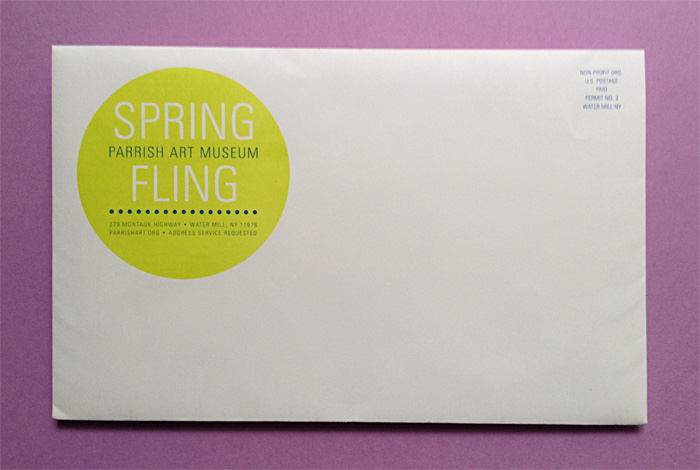 SPRING
PARRISH ART MUSEUM
FLING
279 MONTAUK HIGHWAY • WATER MILL, NY 11976
PARRISHART.ORG • ADDRESS SERVICE REQUESTED
NON-PROFIT ORG
U.S. POSTAGE
PAID
PERMIT NO. 3
WATER MILL NY